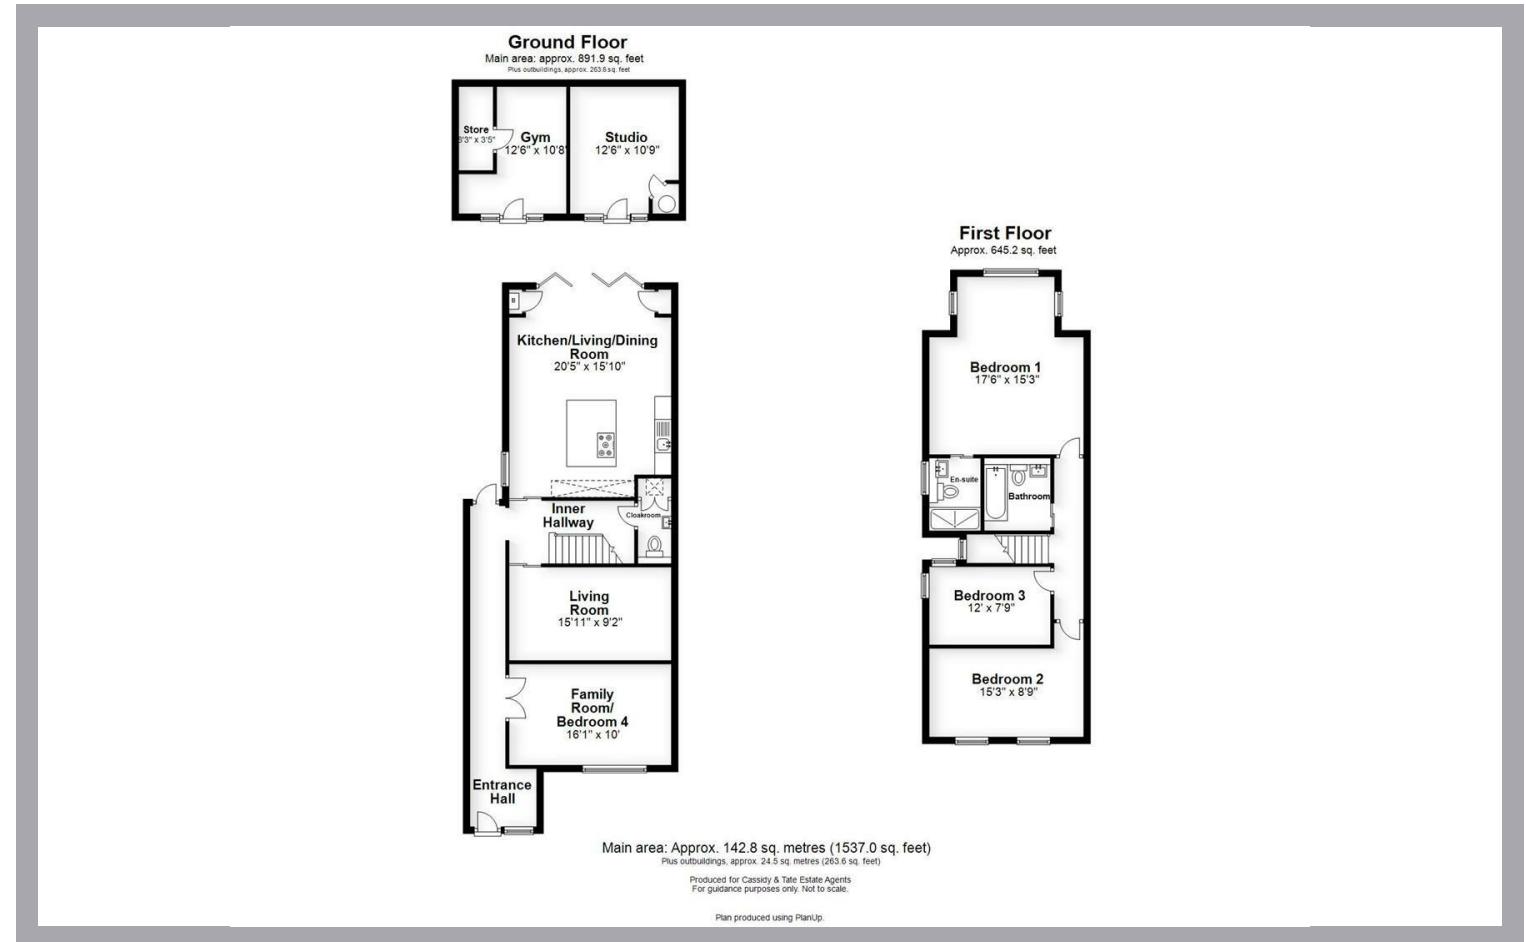 Ground Floor
Main area: approx. 891.9 sq. feet
Plus outbuildings, approx. 263.6 sq. feet
Store
8'3" x 3'5"
Gym
12'6" x 10'8"
Studio
12'6" x 10'9"
Kitchen/Living/Dining
Room
20'5" x 15'10"
Inner
Hallway
Cloakroom
Living
Room
15'11" x 9'2"
Family
Room/
Bedroom 4
16'1" x 10'
Entrance
Hall
First Floor
Approx. 645.2 sq. feet
Bedroom 1
17'6" x 15'3"
En-suite
Bathroom
Bedroom 3
12' x 7'9"
Bedroom 2
15'3" x 8'9"
Main area: Approx. 142.8 sq. metres (1537.0 sq. feet)
Plus outbuildings, approx. 24.5 sq. metres (263.6 sq. feet)
Produced for Cassidy & Tate Estate Agents
For guidance purposes only. Not to scale.
Plan produced using PlanUp.